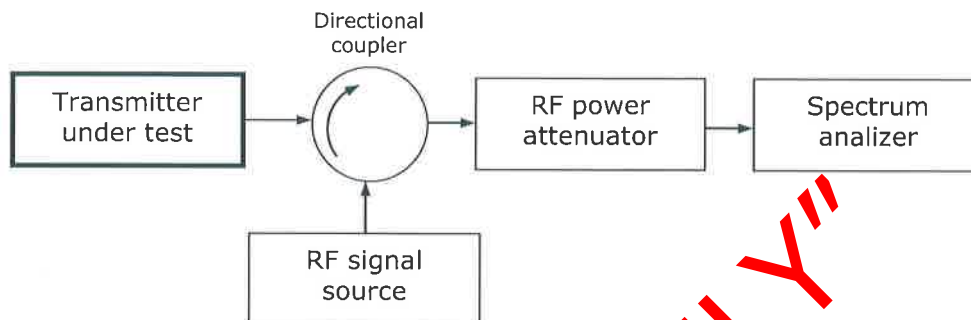 Directional
coupler
Transmitter
under test
RF power
attenuator
Spectrum
analizer
RF signal
source